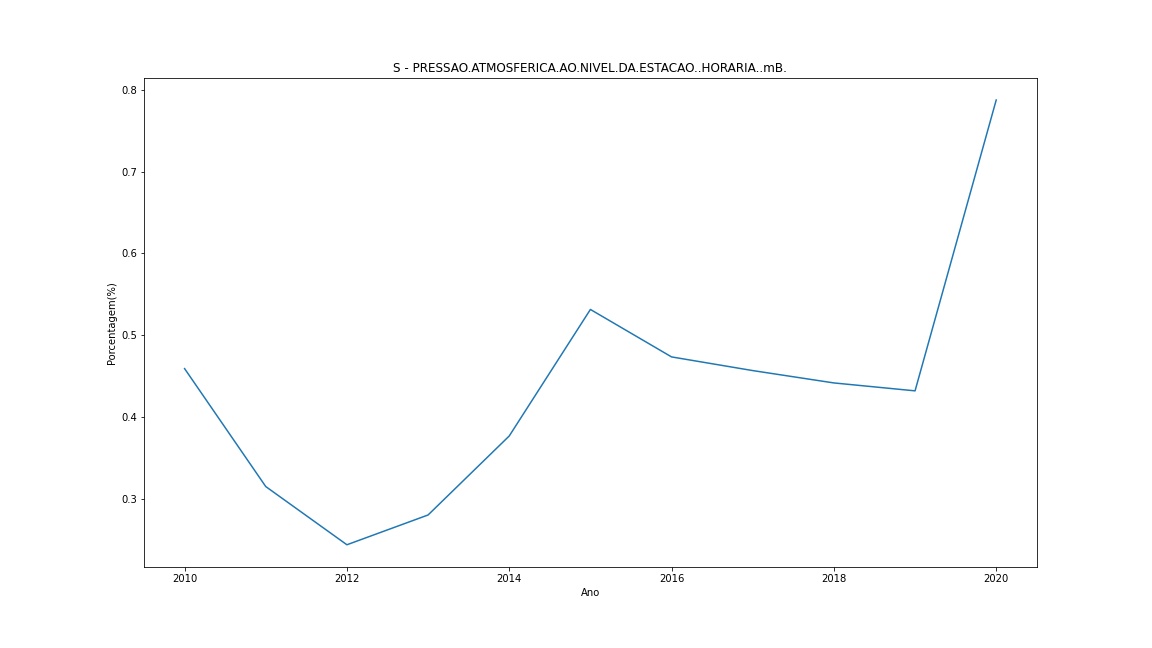 S - PRESSAO.ATMOSFERICA.AO.NIVEL.DA.ESTACAO..HORARIA..mB.
0.8
0.7
0.6
0.5
0.4
0.3
Porcentagem(%)
2010 2012 2014 2016 2018 2020
Ano